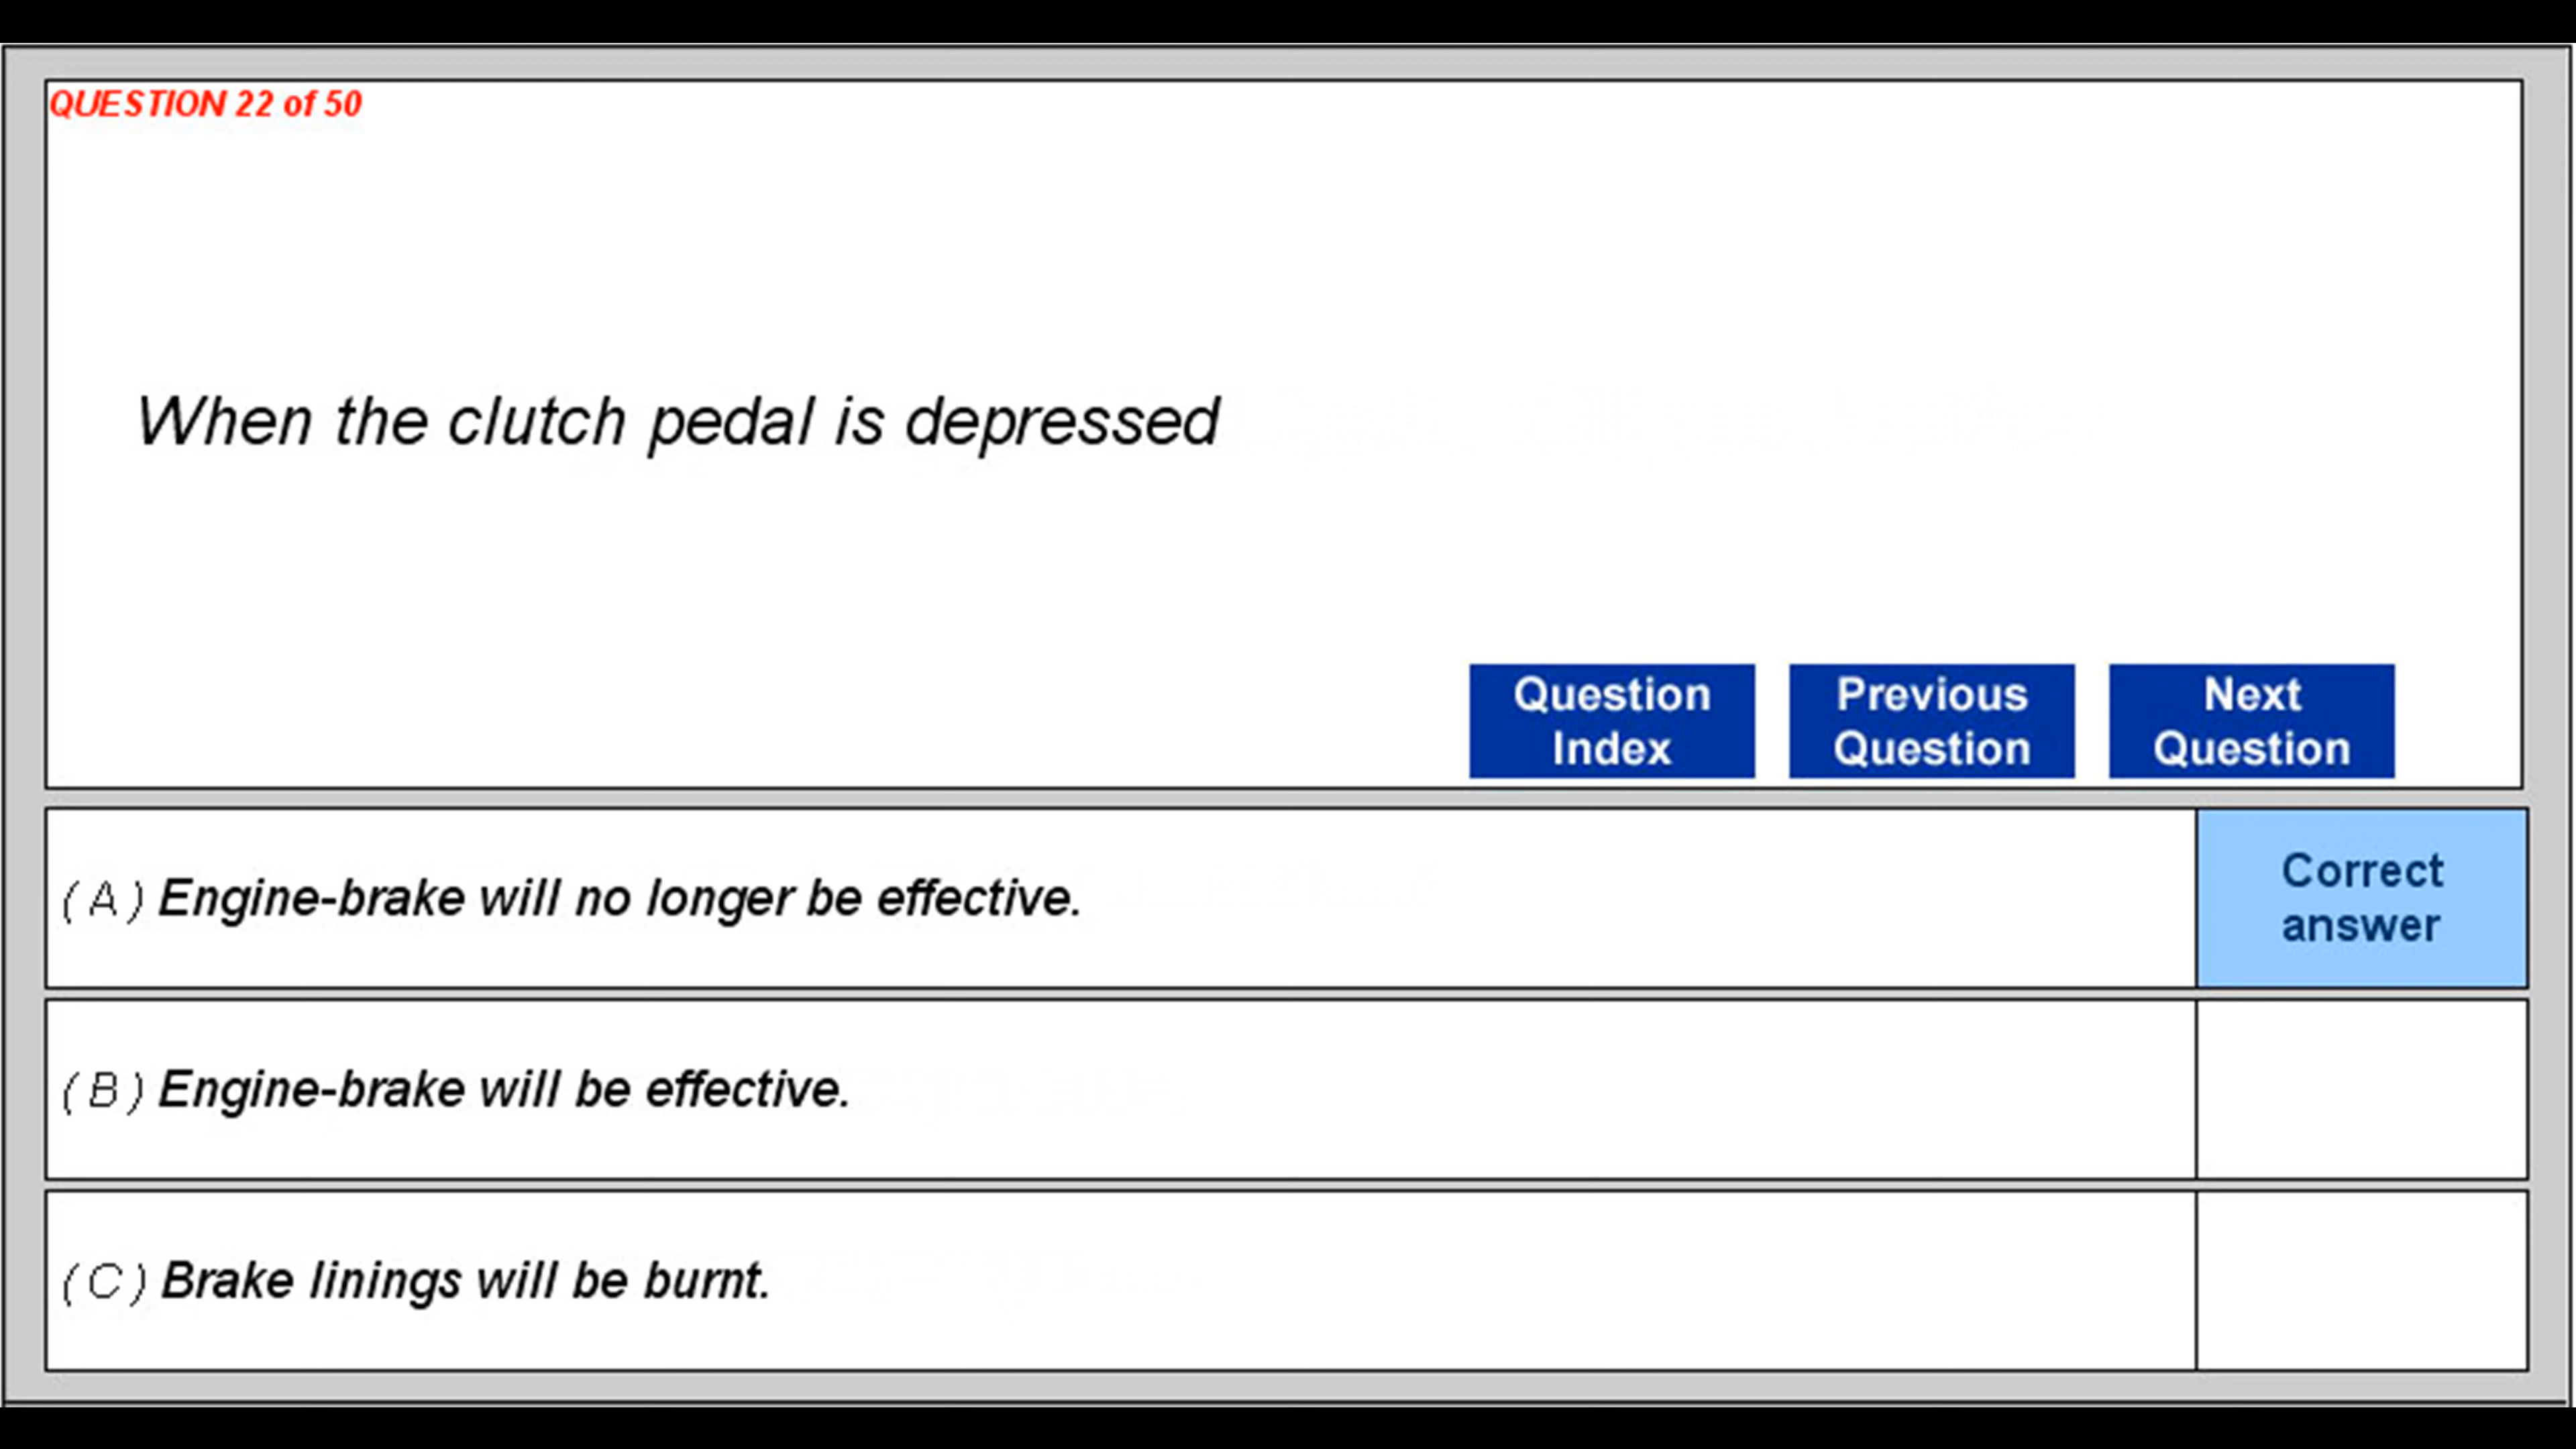 QUESTION 22 of 50
When the clutch pedal is depressed
Question
Index
Previous
Question
Next
Question
(A) Engine-brake will no longer be effective.
Correct
answer
(B) Engine-brake will be effective.
(C) Brake linings will be burnt.